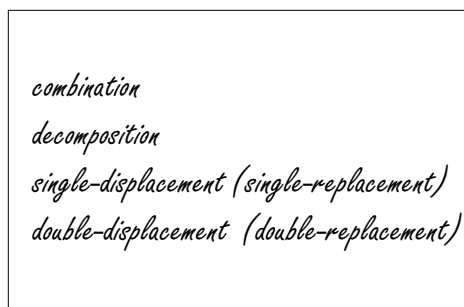 combination
decomposition
single-displacement (single-replacement)
double-displacement (double-replacement)